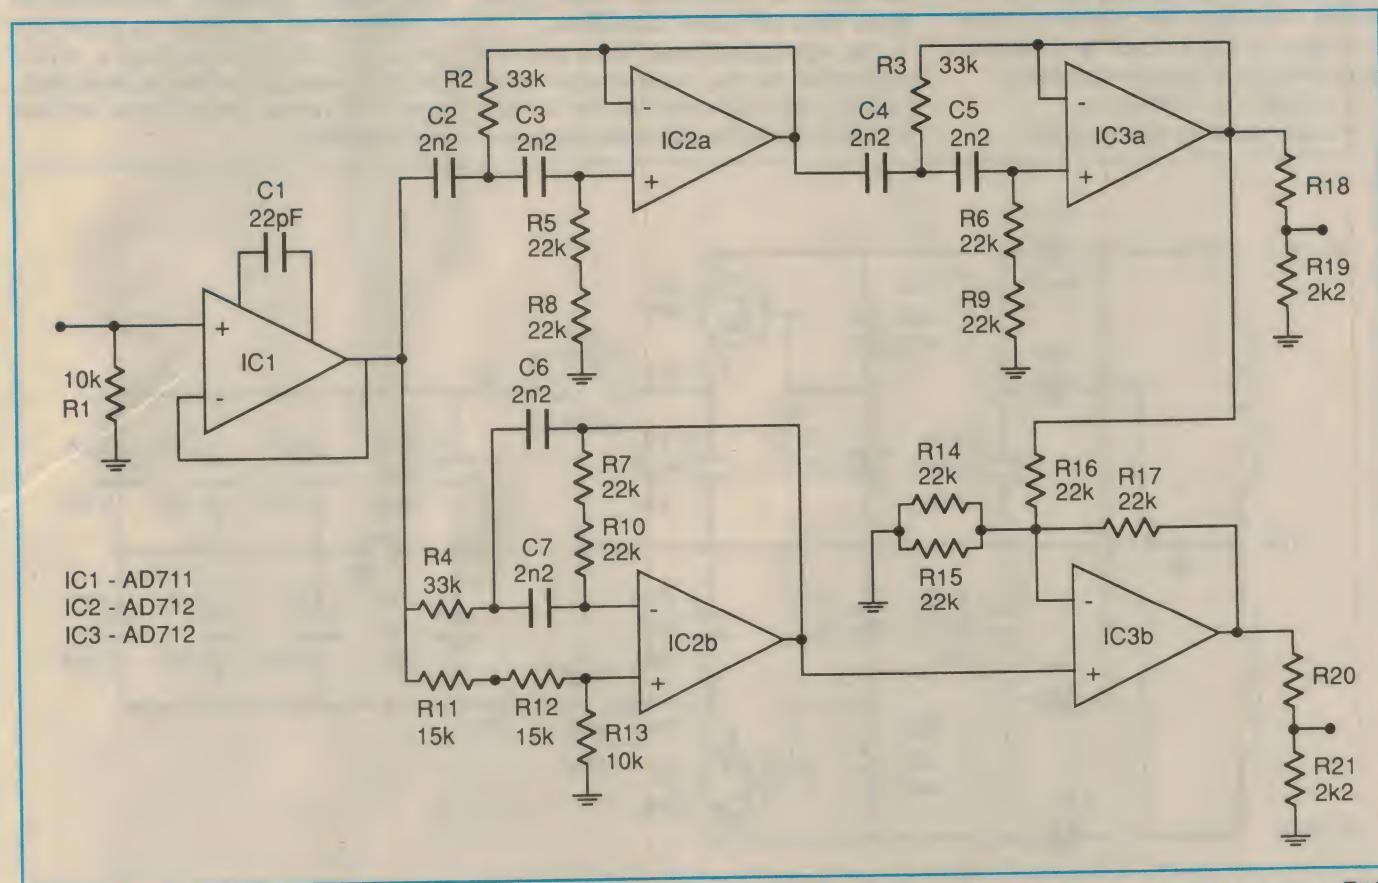 R2 33k
C2
2n2
C3
2n2
-
+
IC2a
R5
22k
R8
22k
R3 33k
C4
2n2
C5
2n2
-
+
IC3a
R6
22k
R9
22k
R18
R19
2k2
C1
22pF
+
-
IC1
10k
R1
C6
2n2
R7
22k
R10
22k
C7
2n2
R4
33k
-
+
IC2b
R11
15k
R12
15k
R13
10k
R14
22k
R15
22k
R16
22k
R17
22k
-
+
IC3b
R20
R21
2k2
IC1 - AD711
IC2 - AD712
IC3 - AD712